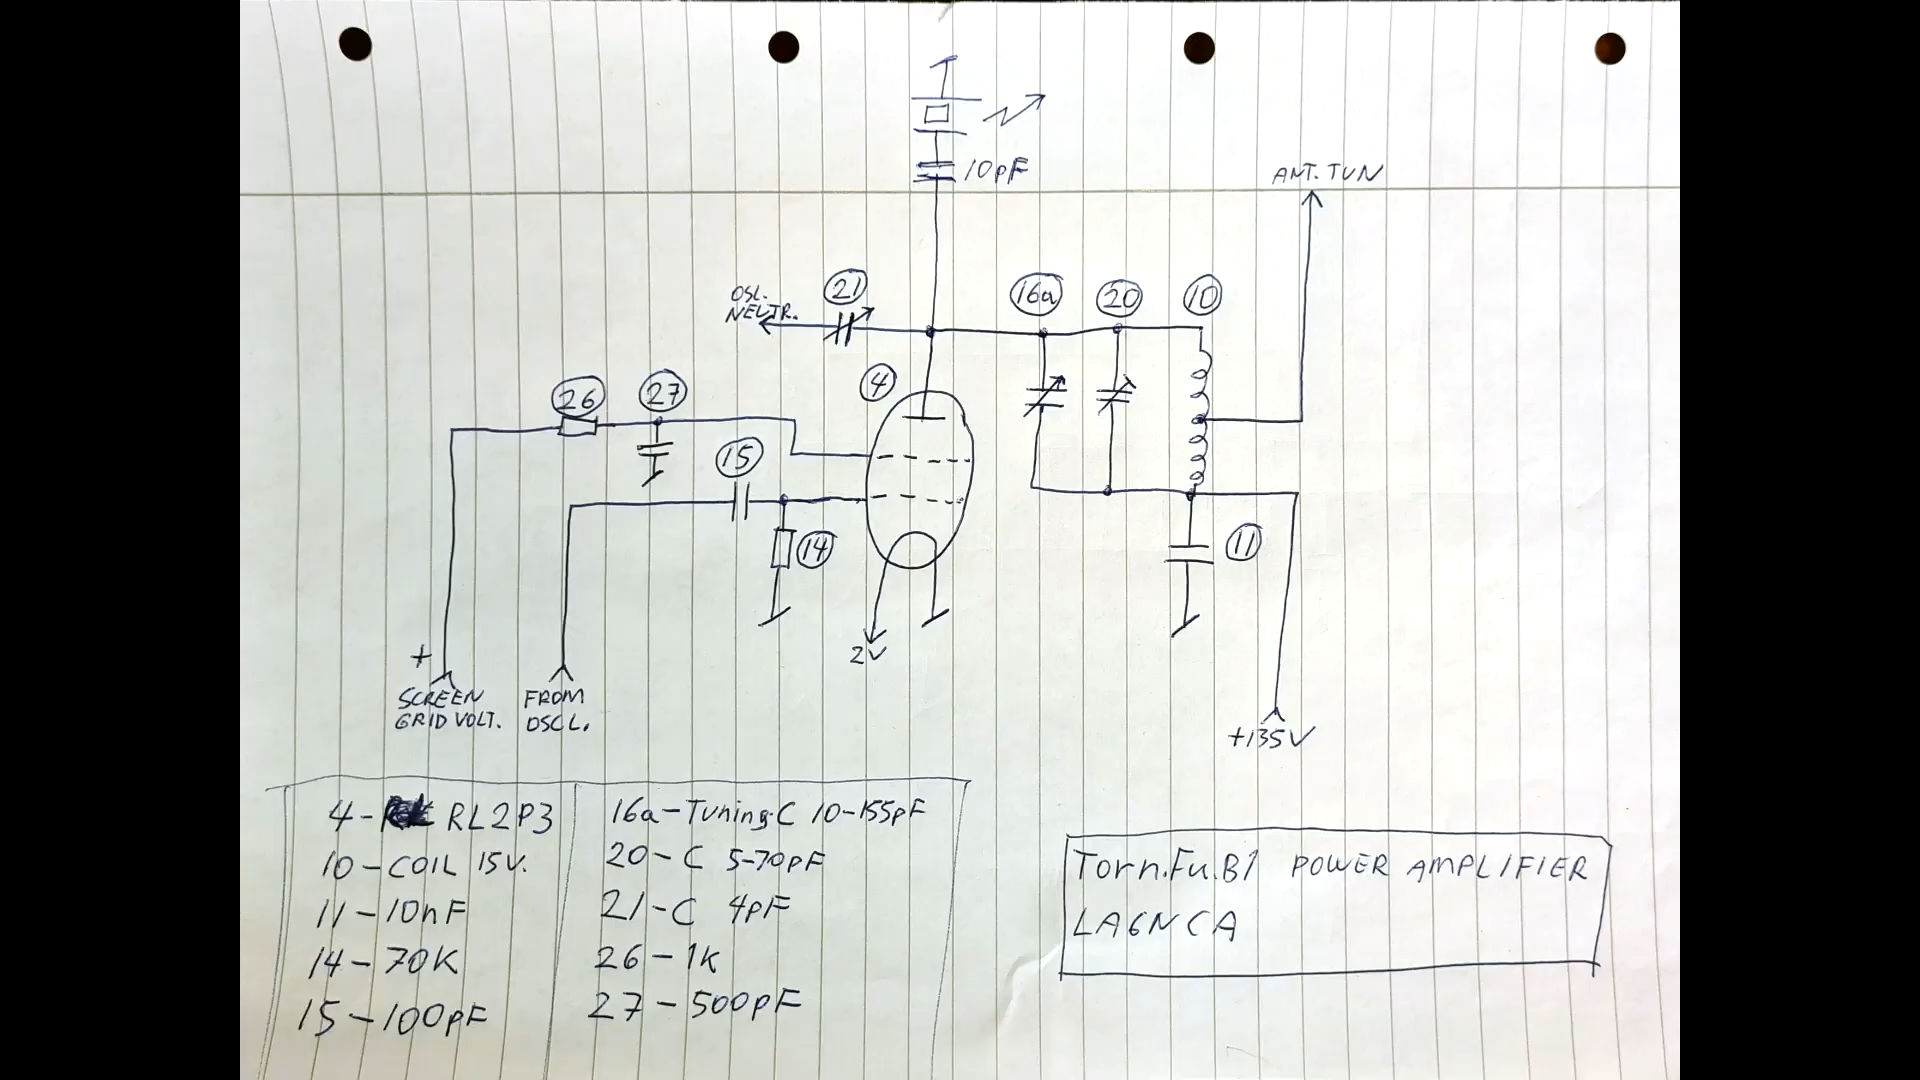 10pF
ANT. TUN
OSL.
NEUTR.
21
16a
20
10
4
26
27
15
14
11
2V
+
SCREEN
GRID VOLT.
FROM
OSCL.
+135V
4- RL2P3
10-COIL 15V.
11-10nF
14-70K
15-100pF
16a-Tuning.C 10-155pF
20-C 5-70pF
21-C 4pF
26-1K
27-500pF
Torn.Fu.B1 POWER AMPLIFIER
LA6NCA